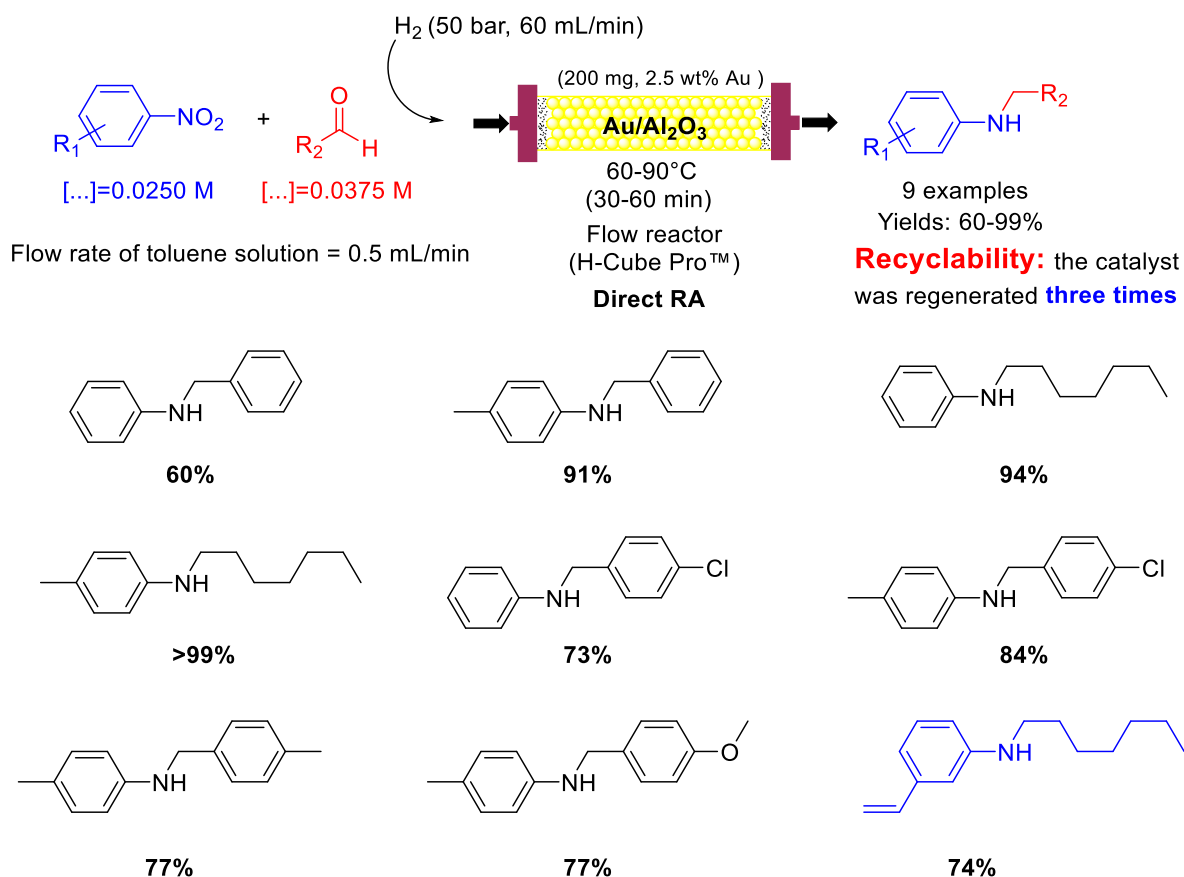 H2 (50 bar, 60 mL/min)
(200 mg, 2.5 wt% Au )
NO2
+
O
R2
H
R1
Au/Al2O3
R2
NH
R1
[...]=0.0250 M
[...]=0.0375 M
60-90°C
(30-60 min)
9 examples
Yields: 60-99%
Flow rate of toluene solution = 0.5 mL/min
Flow reactor
(H-Cube Pro™)
Direct RA
Recyclability: the catalyst
was regenerated three times
NH
NH
NH
60%
91%
94%
NH
NH
Cl
NH
Cl
>99%
73%
84%
NH
NH
O
NH
77%
77%
74%